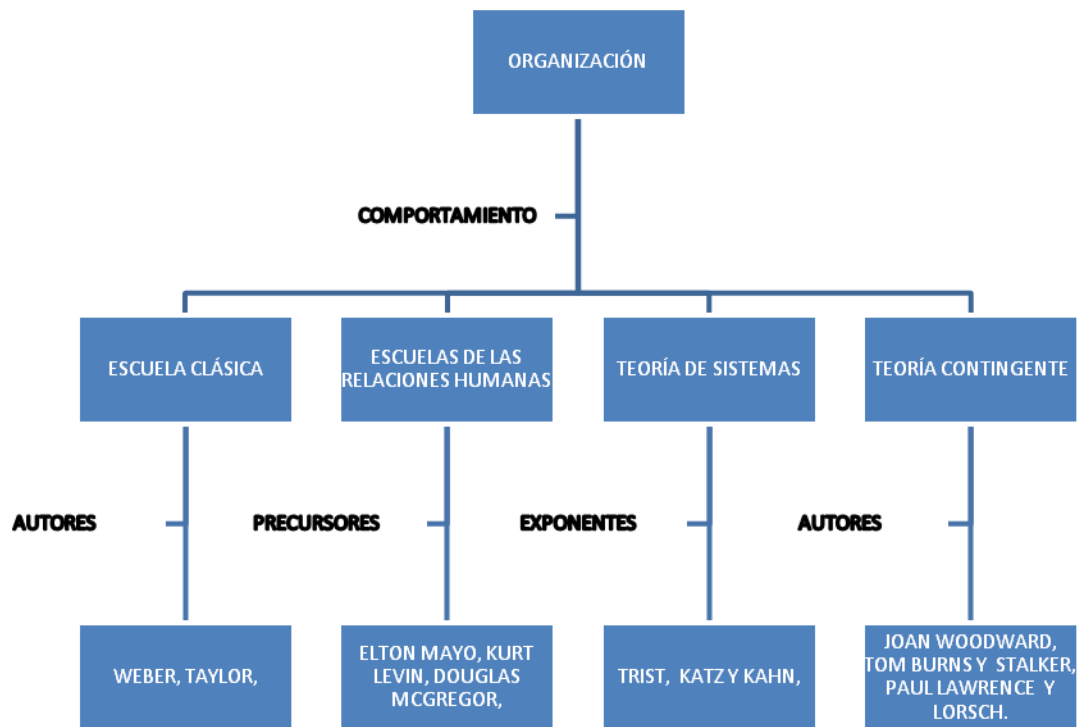 ORGANIZACIÓN
COMPORTAMIENTO
ESCUELA CLÁSICA
ESCUELAS DE LAS
RELACIONES HUMANAS
TEORÍA DE SISTEMAS
TEORÍA CONTINGENTE
AUTORES
PRECURSORES
EXPONENTES
AUTORES
WEBER, TAYLOR,
ELTON MAYO, KURT
LEVIN, DOUGLAS
MCGREGOR,
TRIST, KATZ Y KAHN,
JOAN WOODWARD,
TOM BURNS Y STALKER,
PAUL LAWRENCE Y
LORSCH.